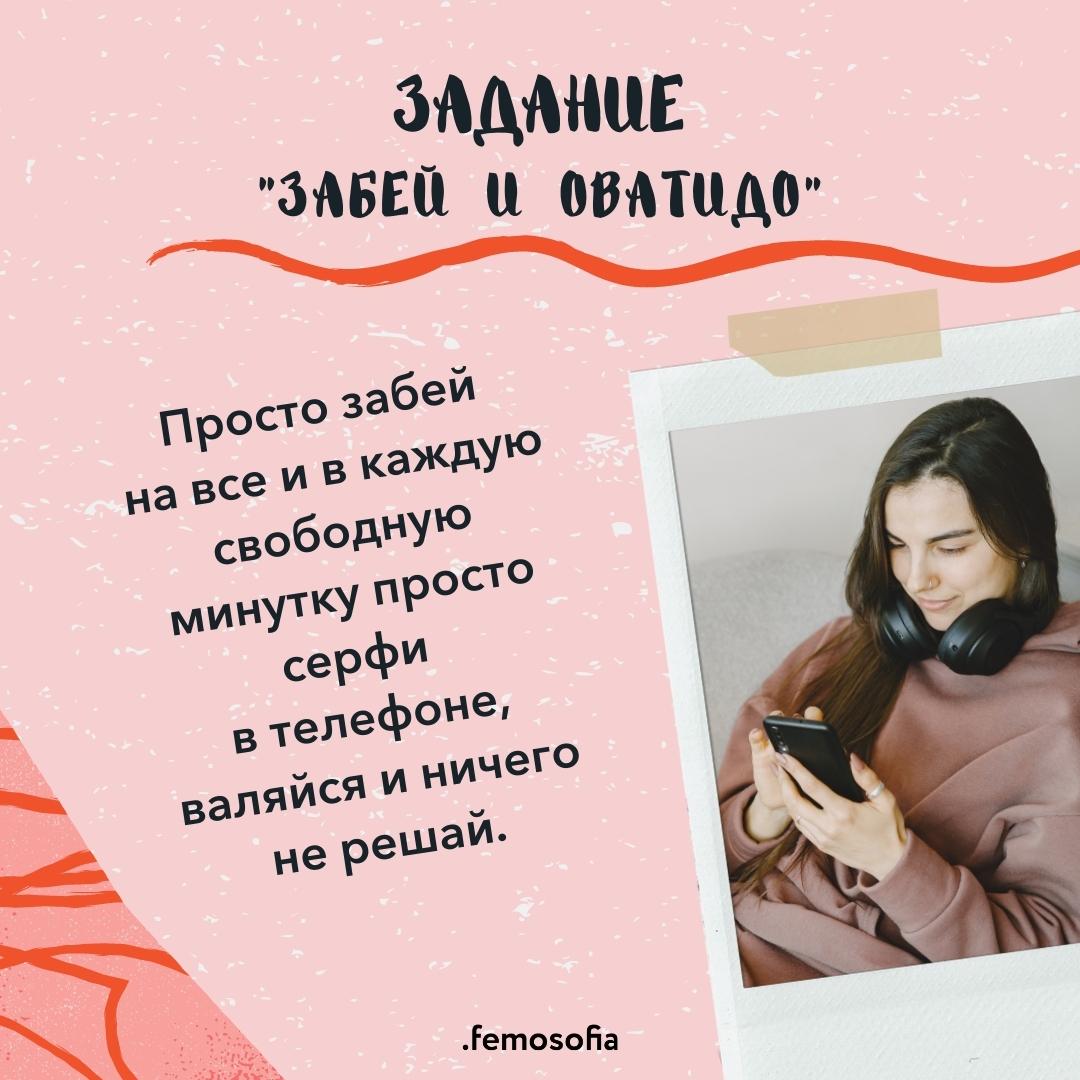 ЗАДАНИЕ
"ЗАБЕЙ И ОВАТИДО"
Просто забей
на все и в каждую
свободную
минутку просто
серфи
в телефоне,
валяйся и ничего
не решай.
.femosofia